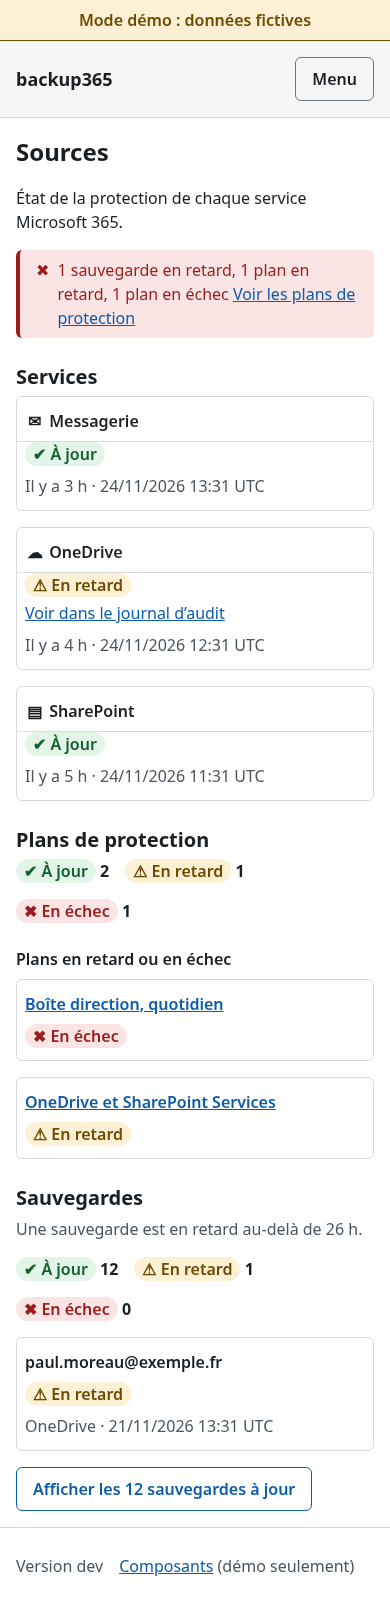 Mode démo : données fictives
backup365
Menu
Sources
État de la protection de chaque service
Microsoft 365.
✖ 1 sauvegarde en retard, 1 plan en
retard, 1 plan en échec Voir les plans de
protection
Services
✉ Messagerie
✔ À jour
Il y a 3 h · 24/11/2026 13:31 UTC
☁ OneDrive
⚠ En retard
Voir dans le journal d’audit
Il y a 4 h · 24/11/2026 12:31 UTC
▤ SharePoint
✔ À jour
Il y a 5 h · 24/11/2026 11:31 UTC
Plans de protection
✔ À jour 2 ⚠ En retard 1
✖ En échec 1
Plans en retard ou en échec
Boîte direction, quotidien
✖ En échec
OneDrive et SharePoint Services
⚠ En retard
Sauvegardes
Une sauvegarde est en retard au-delà de 26 h.
✔ À jour 12 ⚠ En retard 1
✖ En échec 0
paul.moreau@exemple.fr
⚠ En retard
OneDrive · 21/11/2026 13:31 UTC
Afficher les 12 sauvegardes à jour
Version dev Composants (démo seulement)